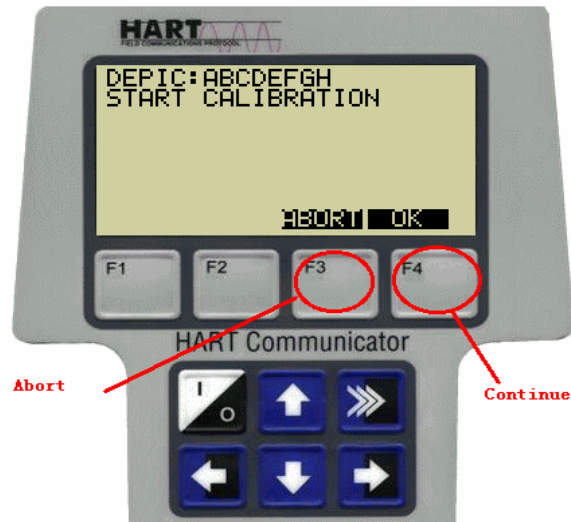 HART
FIELD COMMUNICATIONS PROTOCOL
DEPIC:ABCDEFGH
START CALIBRATION
ABORT OK
F1 F2 F3 F4
HART Communicator
Abort
Continue
I
O